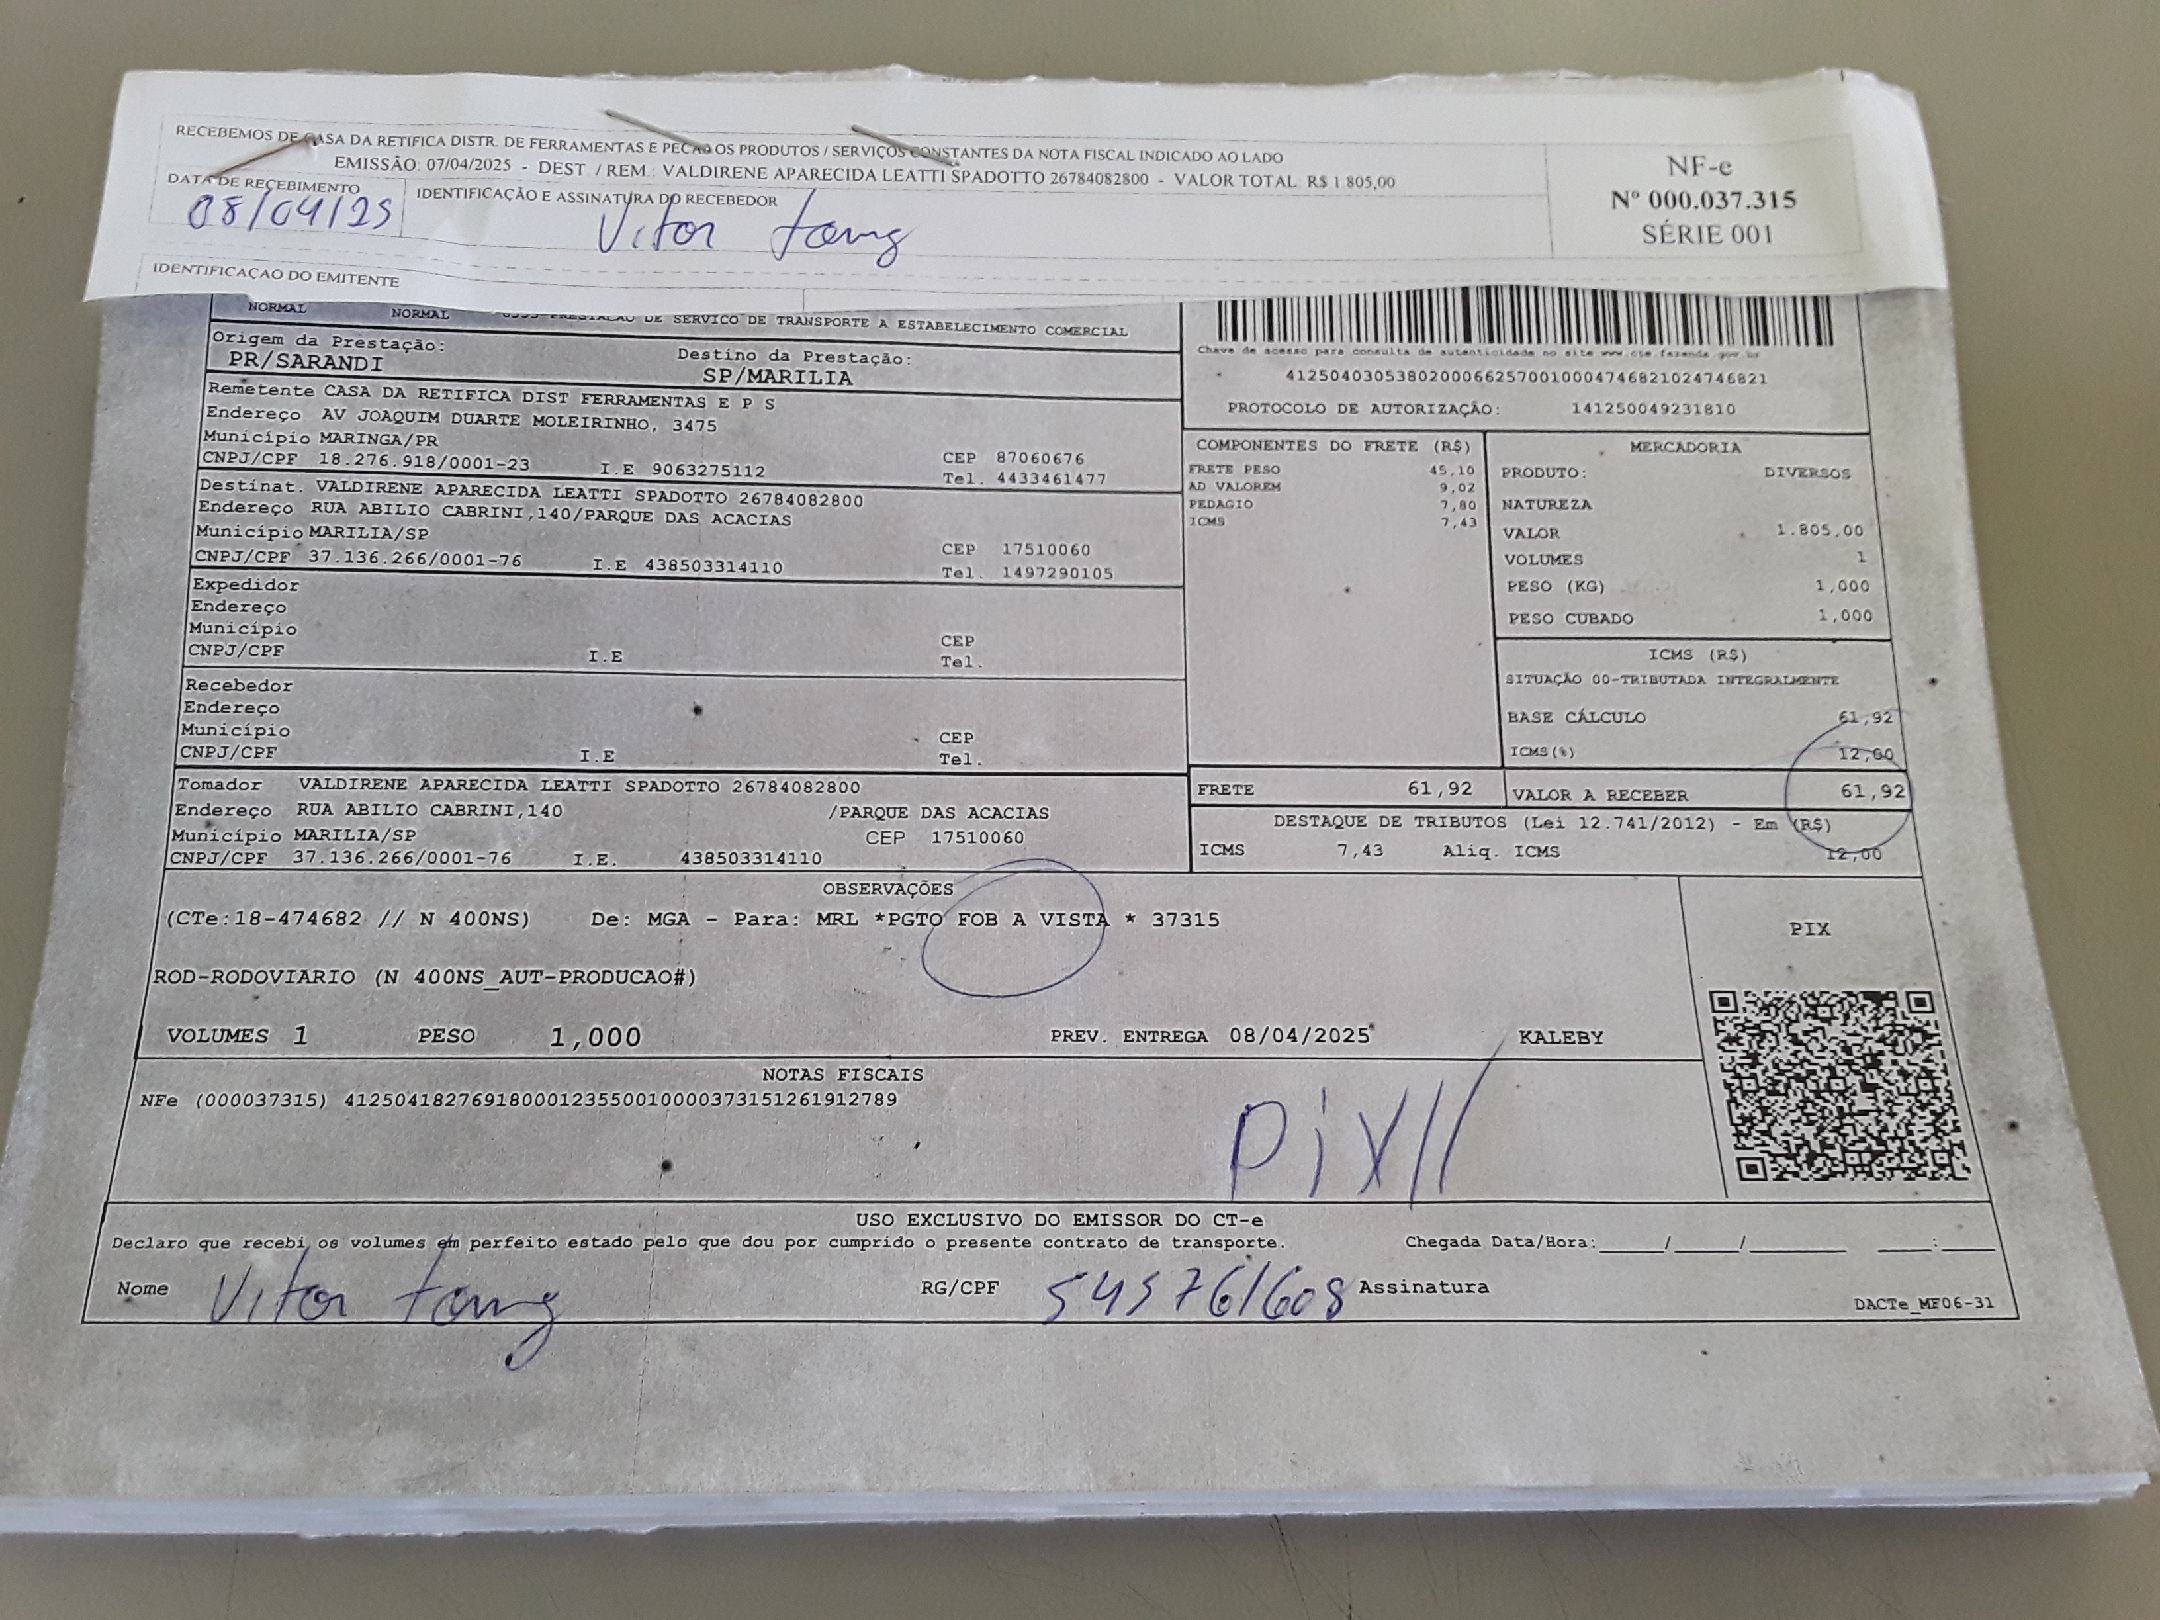 RECEBEMOS DE CASA DA RETIFICA DISTR. DE FERRAMENTAS E PEÇAS OS PRODUTOS / SERVIÇOS CONSTANTES DA NOTA FISCAL INDICADO AO LADO
EMISSÃO: 07/04/2025 - DEST. / REM.: VALDIRENE APARECIDA LEATTI SPADOTTO 26784082800 - VALOR TOTAL: R$ 1.805,00
NF-e
Nº 000.037.315
SÉRIE 001
DATA DE RECEBIMENTO
08/04/25
IDENTIFICAÇÃO E ASSINATURA DO RECEBEDOR
Vitor
IDENTIFICAÇÃO DO EMITENTE
NORMAL NORMAL PRESTACAO DE SERVICO DE TRANSPORTE A ESTABELECIMENTO COMERCIAL
Origem da Prestação:
PR/SARANDI
Destino da Prestação:
SP/MARILIA
Chave de acesso para consulta de autenticidade no site www.cte.fazenda.gov.br
41250403053802000662570010004746821024746821
PROTOCOLO DE AUTORIZAÇÃO: 141250049231810
Remetente CASA DA RETIFICA DIST FERRAMENTAS E P S
Endereço AV JOAQUIM DUARTE MOLEIRINHO, 3475
Município MARINGA/PR
CEP 87060676
CNPJ/CPF 18.276.918/0001-23 I.E 9063275112 Tel. 4433461477
Destinat. VALDIRENE APARECIDA LEATTI SPADOTTO 26784082800
Endereço RUA ABILIO CABRINI,140/PARQUE DAS ACACIAS
Município MARILIA/SP
CEP 17510060
CNPJ/CPF 37.136.266/0001-76 I.E 438503314110 Tel. 1497290105
Expedidor
Endereço
Município
CEP
CNPJ/CPF I.E Tel.
Recebedor
Endereço
Município
CEP
CNPJ/CPF I.E Tel.
Tomador VALDIRENE APARECIDA LEATTI SPADOTTO 26784082800
Endereço RUA ABILIO CABRINI,140 /PARQUE DAS ACACIAS
Município MARILIA/SP CEP 17510060
CNPJ/CPF 37.136.266/0001-76 I.E. 438503314110
COMPONENTES DO FRETE (R$)
FRETE PESO 45,10
AD VALOREM 9,02
PEDAGIO 7,80
ICMS 7,43
MERCADORIA
PRODUTO: DIVERSOS
NATUREZA
VALOR 1.805,00
VOLUMES 1
PESO (KG) 1,000
PESO CUBADO 1,000
ICMS (R$)
SITUAÇÃO 00-TRIBUTADA INTEGRALMENTE
BASE CÁLCULO 61,92
ICMS(%) 12,00
FRETE 61,92 VALOR A RECEBER 61,92
DESTAQUE DE TRIBUTOS (Lei 12.741/2012) - Em (R$)
ICMS 7,43 Aliq. ICMS 12,00
OBSERVAÇÕES
(CTe:18-474682 // N 400NS) De: MGA - Para: MRL *PGTO FOB A VISTA * 37315
ROD-RODOVIARIO (N 400NS_AUT-PRODUCAO#)
VOLUMES 1 PESO 1,000 PREV. ENTREGA 08/04/2025 KALEBY
PIX
NOTAS FISCAIS
NFe (000037315) 41250418276918000123550010000373151261912789
Pix //
USO EXCLUSIVO DO EMISSOR DO CT-e
Declaro que recebi os volumes em perfeito estado pelo que dou por cumprido o presente contrato de transporte. Chegada Data/Hora:____/____/______ ___:___
Nome Vitor RG/CPF 545761608 Assinatura
DACTe_MF06-31